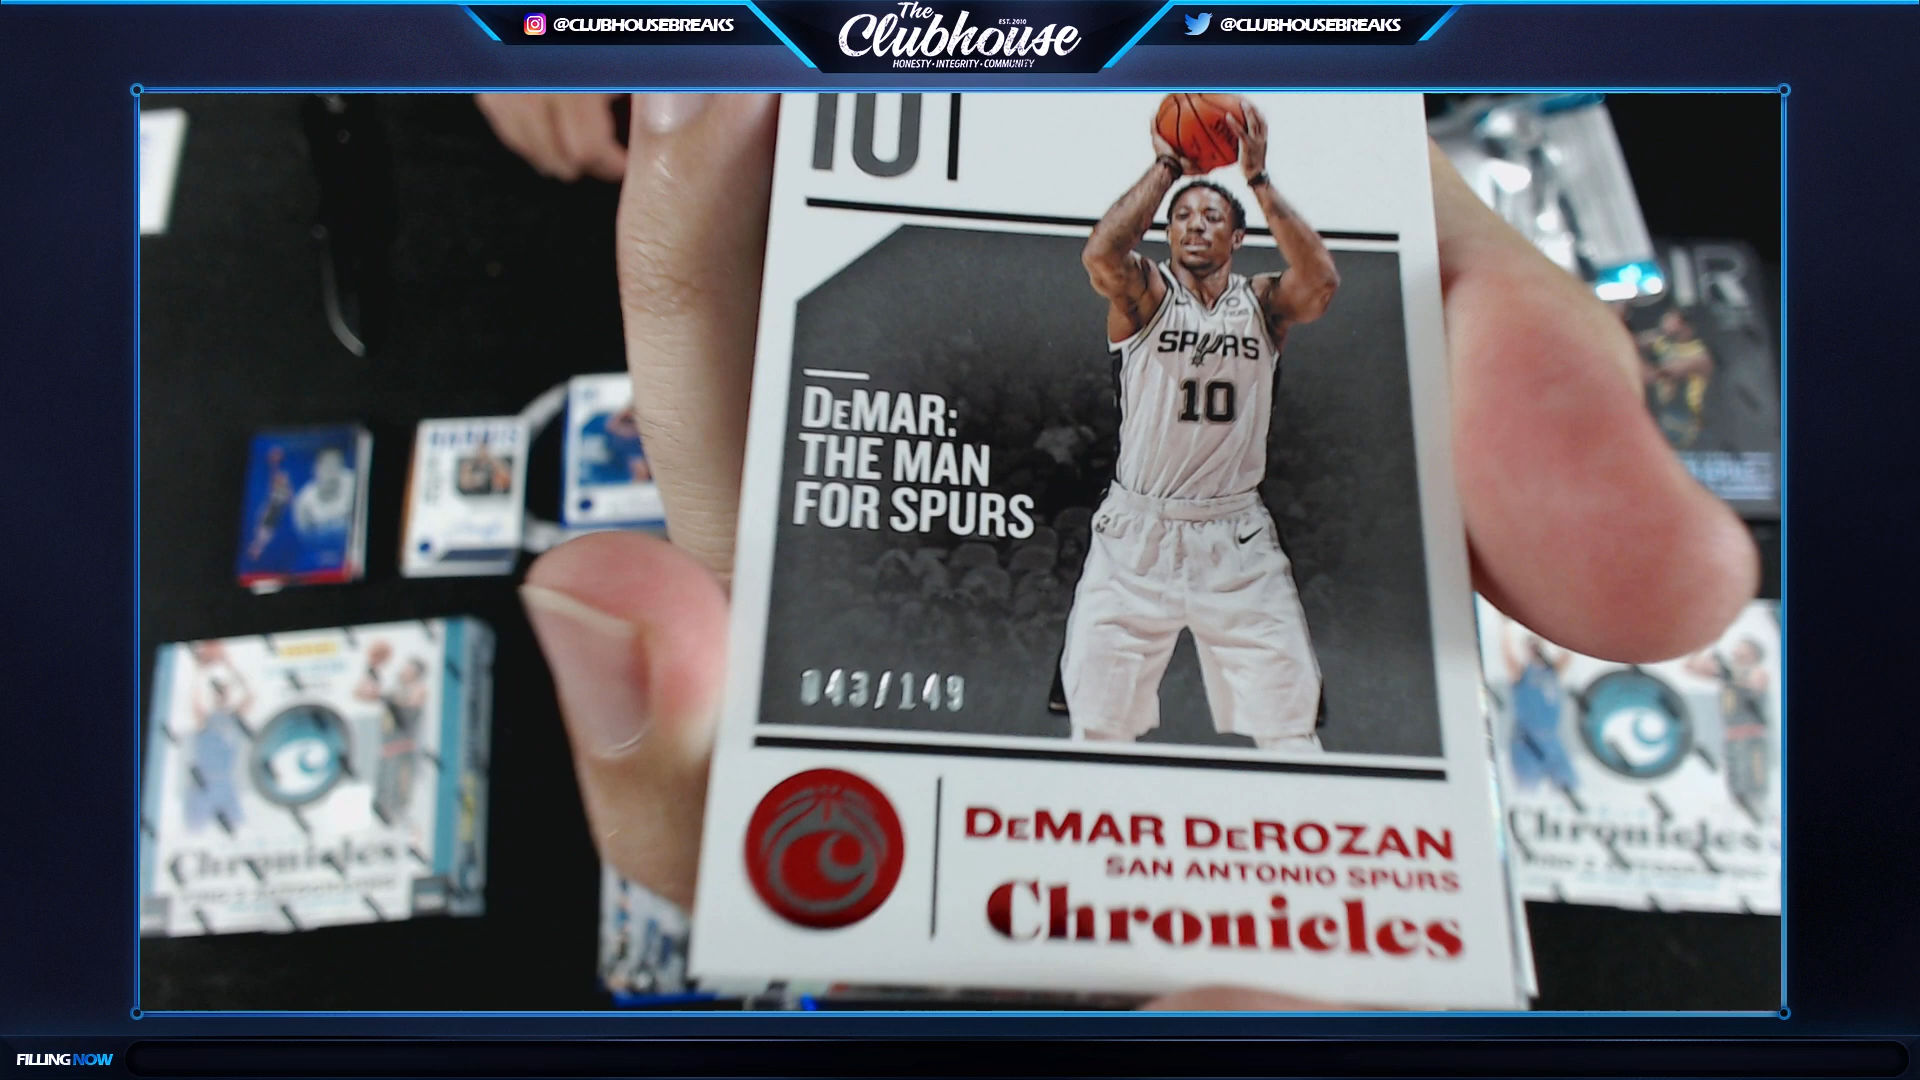 @CLUBHOUSEBREAKS
The
EST. 2010
Clubhouse
HONESTY • INTEGRITY • COMMUNITY
@CLUBHOUSEBREAKS
10
SPURS
10
DeMAR:
THE MAN
FOR SPURS
043/149
DeMAR DeROZAN
SAN ANTONIO SPURS
Chronicles
Chronicles
Chronicles
FILLING NOW